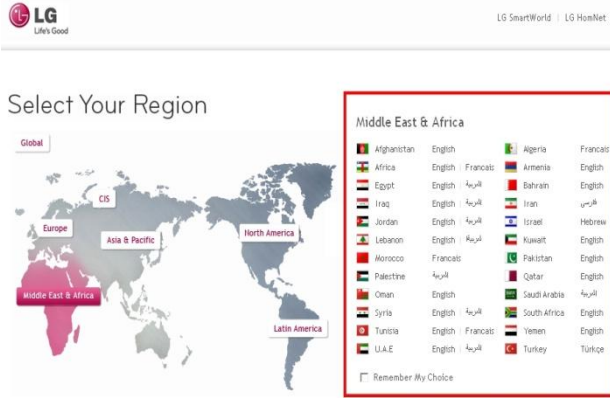 LG
Life's Good
LG SmartWorld | LG HomNet
Select Your Region
Global
CIS
Europe
Asia & Pacific
North America
Middle East & Africa
Latin America
Middle East & Africa
Afghanistan English Algeria Francais
Africa English | Francais Armenia English
Egypt English | العربية Bahrain English
Iraq English | العربية Iran فارسی
Jordan English | العربية Israel Hebrew
Lebanon English | العربية Kuwait English
Morocco Francais Pakistan English
Palestine العربية Qatar English
Oman English Saudi Arabia العربية
Syria English | العربية South Africa English
Tunisia English | Francais Yemen English
U.A.E English | العربية Turkey Türkçe
Remember My Choice